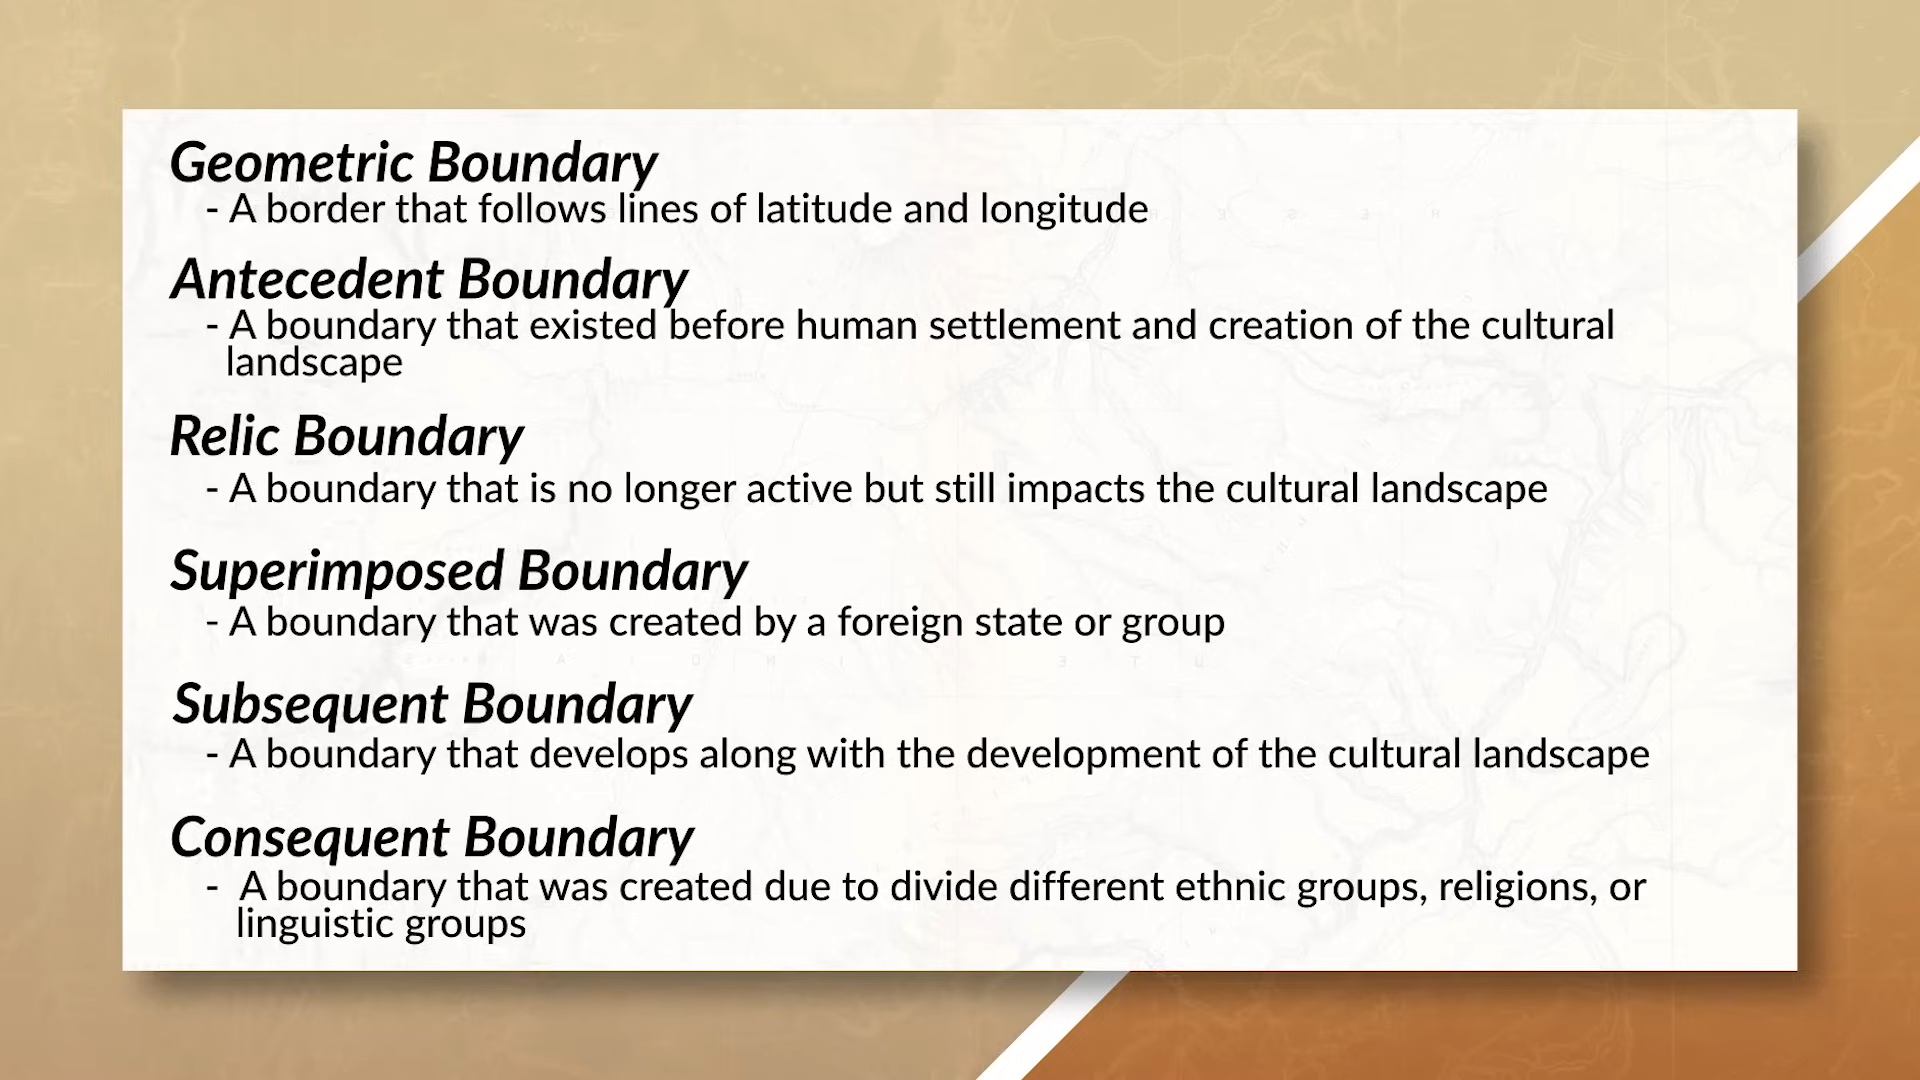 Geometric Boundary
- A border that follows lines of latitude and longitude
Antecedent Boundary
- A boundary that existed before human settlement and creation of the cultural
landscape
Relic Boundary
- A boundary that is no longer active but still impacts the cultural landscape
Superimposed Boundary
- A boundary that was created by a foreign state or group
Subsequent Boundary
- A boundary that develops along with the development of the cultural landscape
Consequent Boundary
- A boundary that was created due to divide different ethnic groups, religions, or
linguistic groups